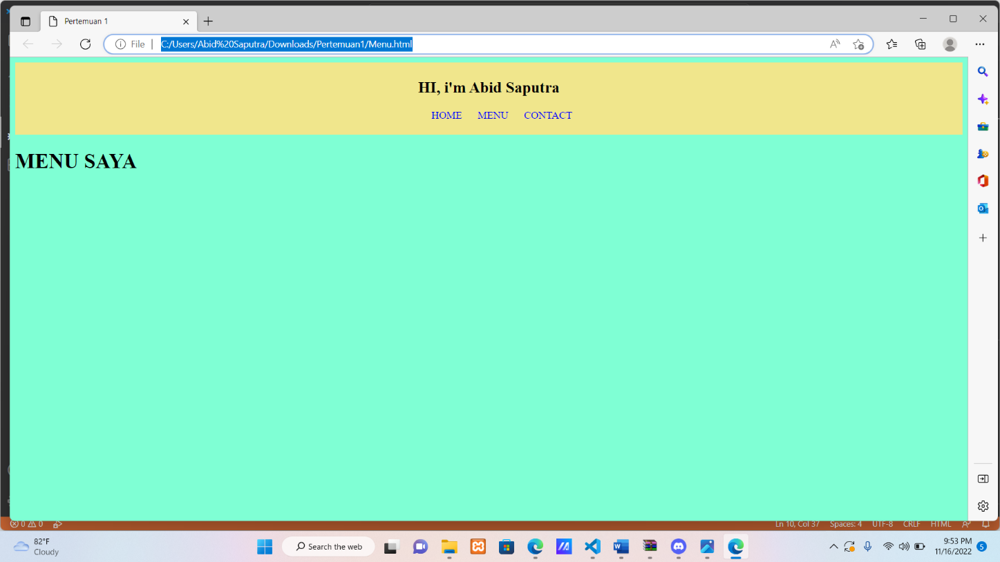 Pertemuan 1
File
C:/Users/Abid%20Saputra/Downloads/Pertemuan1/Menu.html
HI, i'm Abid Saputra
HOME MENU CONTACT
MENU SAYA
0 0
Ln 10, Col 37 Spaces: 4 UTF-8 CRLF HTML
82°F
Cloudy
Search the web
9:53 PM
11/16/2022
5